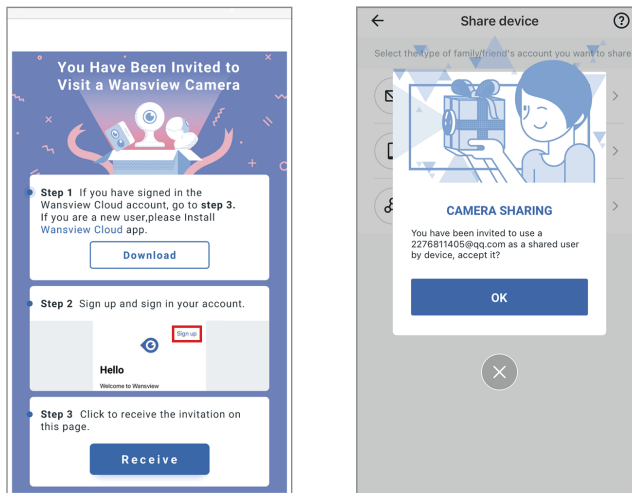 You Have Been Invited to
Visit a Wansview Camera
Step 1 If you have signed in the
Wansview Cloud account, go to step 3.
If you are a new user,please Install
Wansview Cloud app.
Download
Step 2 Sign up and sign in your account.
Sign up
Hello
Welcome to Wansview
Step 3 Click to receive the invitation on
this page.
Receive
Share device
Select the type of family/friend's account you want to share
CAMERA SHARING
You have been invited to use a
2276811405@qq.com as a shared user
by device, accept it?
OK